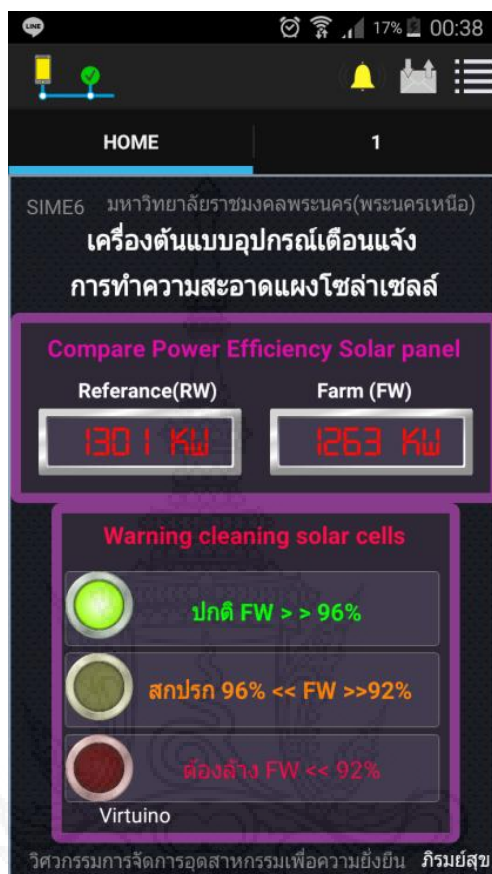 LINE 17% 00:38
HOME 1
SIME6 มหาวิทยาลัยราชมงคลพระนคร(พระนครเหนือ)
เครื่องต้นแบบอุปกรณ์เตือนแจ้ง
การทำความสะอาดแผงโซล่าเซลล์
Compare Power Efficiency Solar panel
Referance(RW) Farm (FW)
1301 KW 1263 KW
Warning cleaning solar cells
ปกติ FW > > 96%
สกปรก 96% << FW >>92%
ต้องล้าง FW << 92%
Virtuino
วิศวกรรมการจัดการอุตสาหกรรมเพื่อความยั่งยืน ภิรมย์สุข